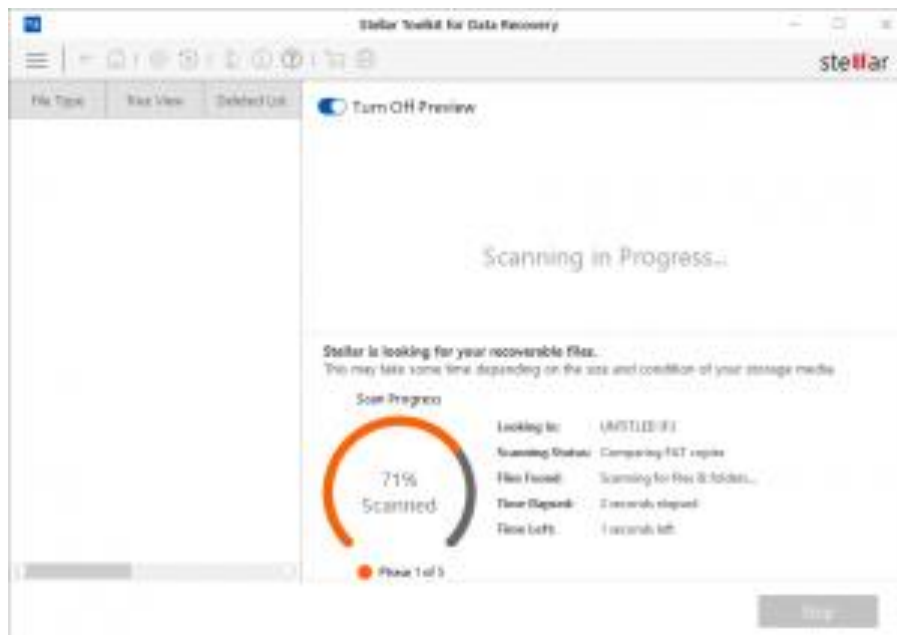 Stellar Toolkit for Data Recovery
stellar
File Type
Tree View
Deleted List
Turn Off Preview
Scanning in Progress...
Stellar is looking for your recoverable files.
This may take some time depending on the size and condition of your storage media
Scan Progress
71%
Scanned
Phase 1 of 5
Looking In: UNTITLED (F:)
Scanning Status: Comparing FAT copies
Files Found: Scanning for files & folders...
Time Elapsed: 2 seconds elapsed
Time Left: 1 seconds left
Stop